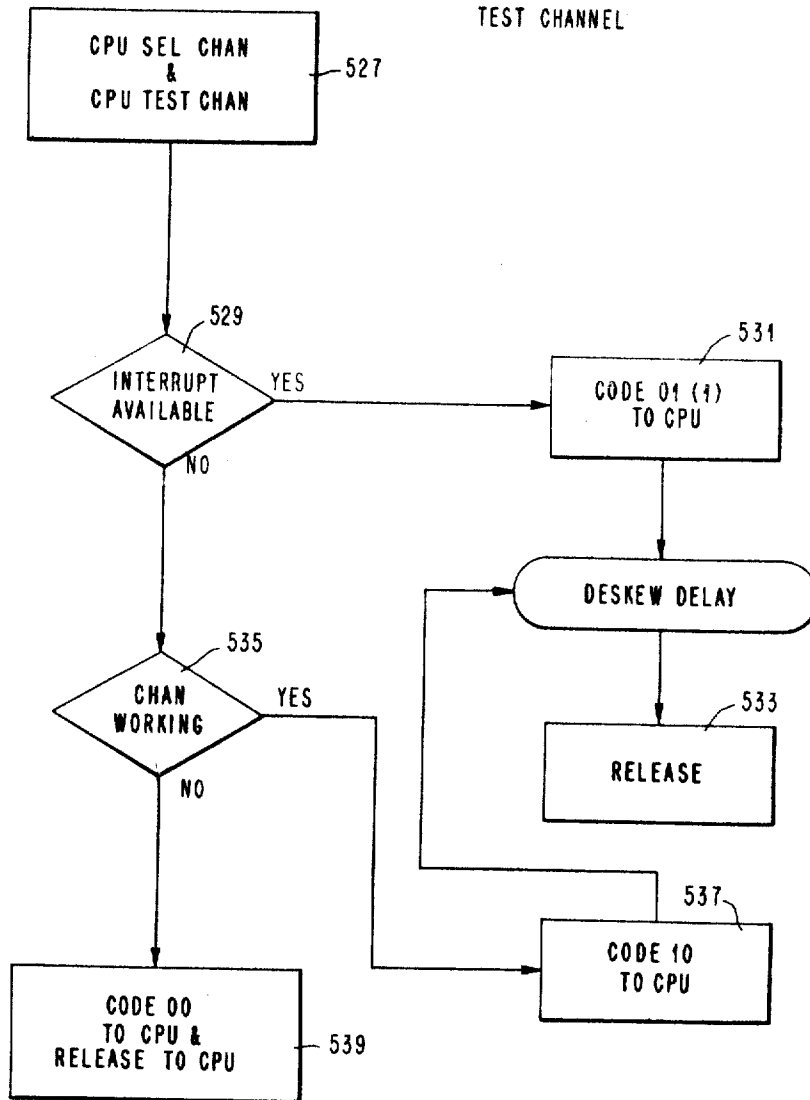 TEST CHANNEL
CPU SEL CHAN
&
CPU TEST CHAN
527
529
INTERRUPT
AVAILABLE
YES
NO
531
CODE 01 (1)
TO CPU
DESKEW DELAY
535
CHAN
WORKING
YES
NO
533
RELEASE
537
CODE 10
TO CPU
CODE 00
TO CPU &
RELEASE TO CPU
539